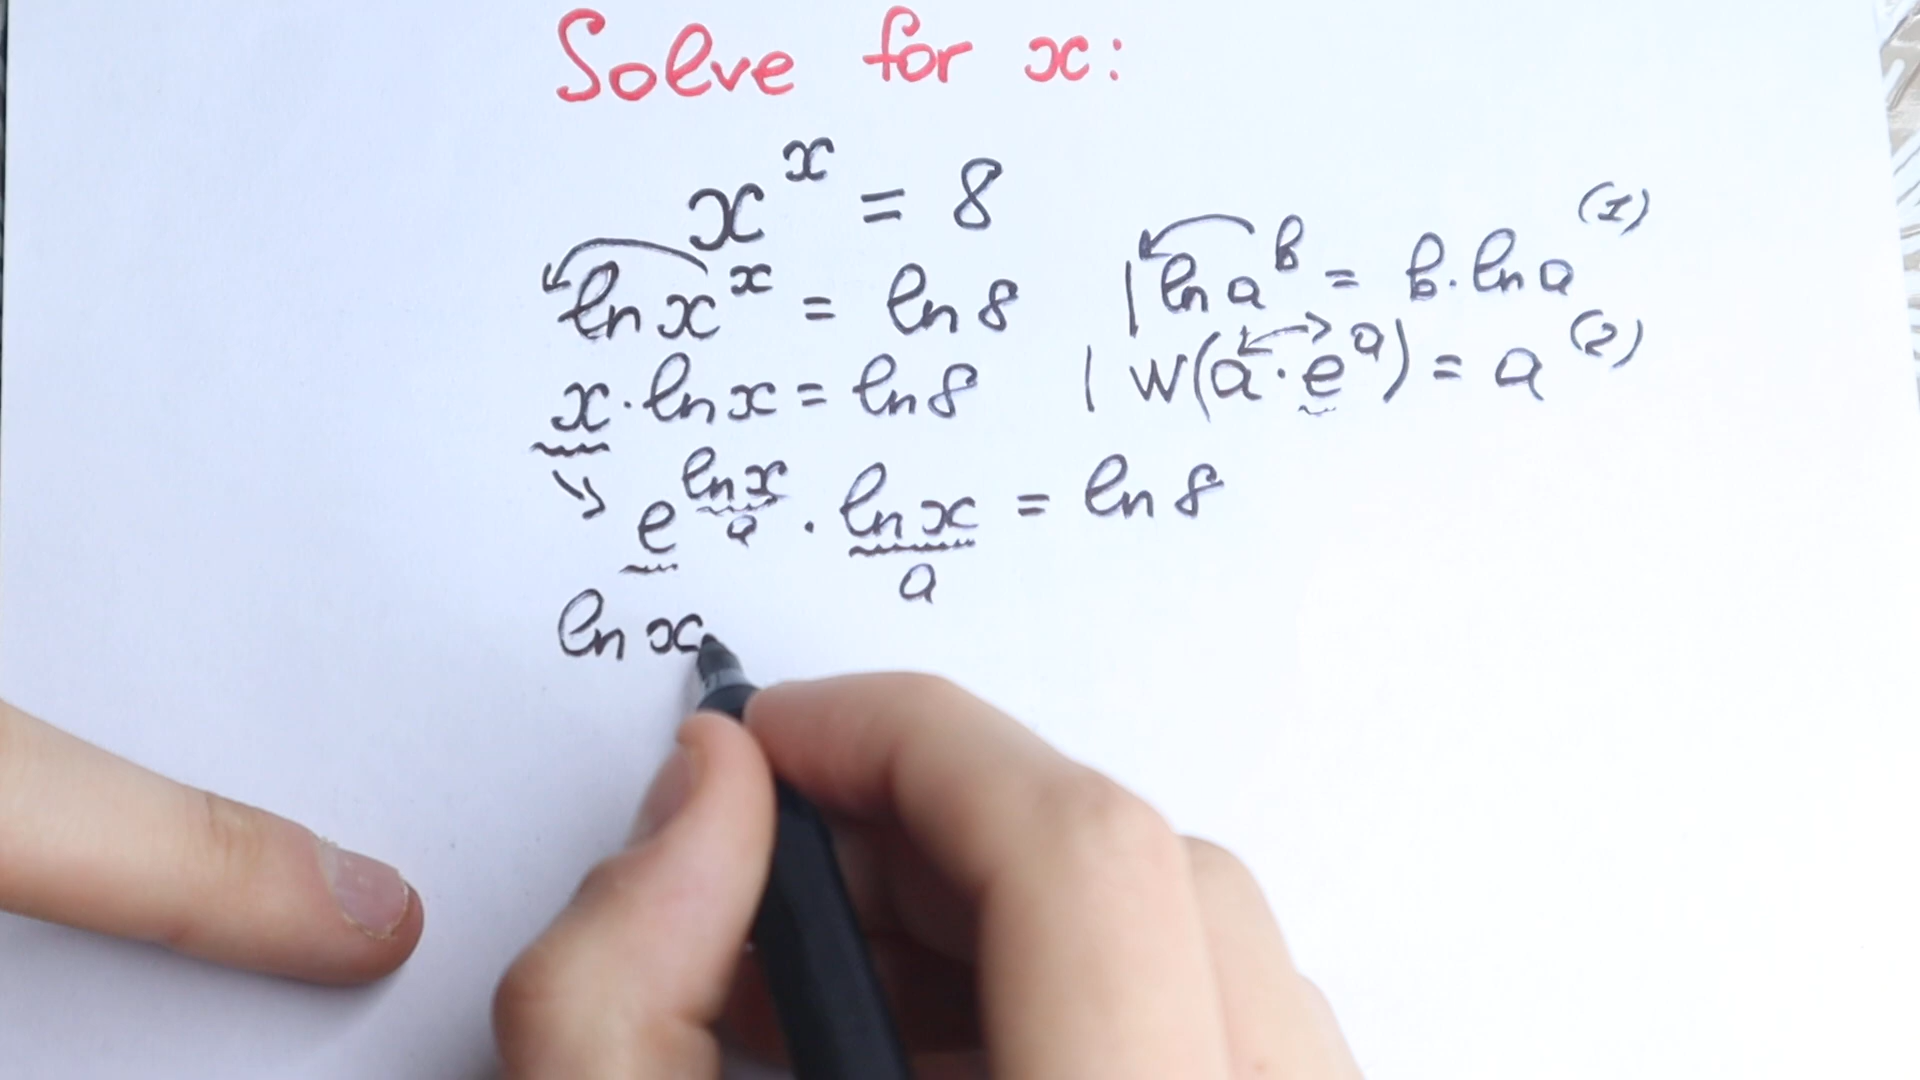 Solve for x:
x^x = 8
ln x^x = ln 8
| ln a^b = b · ln a (1)
x · ln x = ln 8
| W(a · e^a) = a (2)
e^(ln x) · ln x = ln 8
a
a
ln x